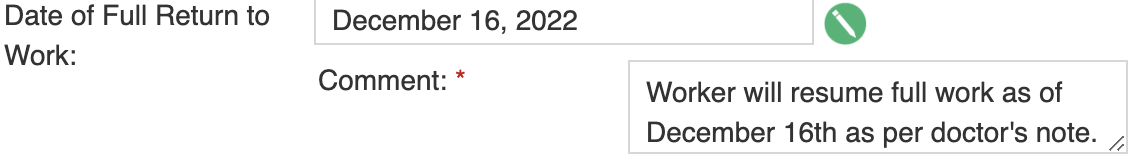 Date of Full Return to
Work:
December 16, 2022
Comment: *
Worker will resume full work as of
December 16th as per doctor's note.